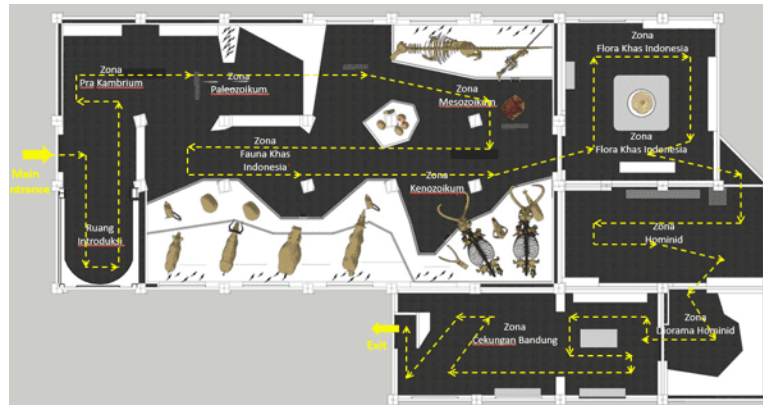 Main
entrance
Ruang
Introduksi
Zona
Pra Kambrium
Zona
Paleozoikum
Zona
Mesozoikum
Zona
Fauna Khas
Indonesia
Zona
Kenozoikum
Zona
Flora Khas Indonesia
Zona
Flora Khas Indonesia
Zona
Hominid
Zona
Diorama Hominid
Zona
Cekungan Bandung
Exit